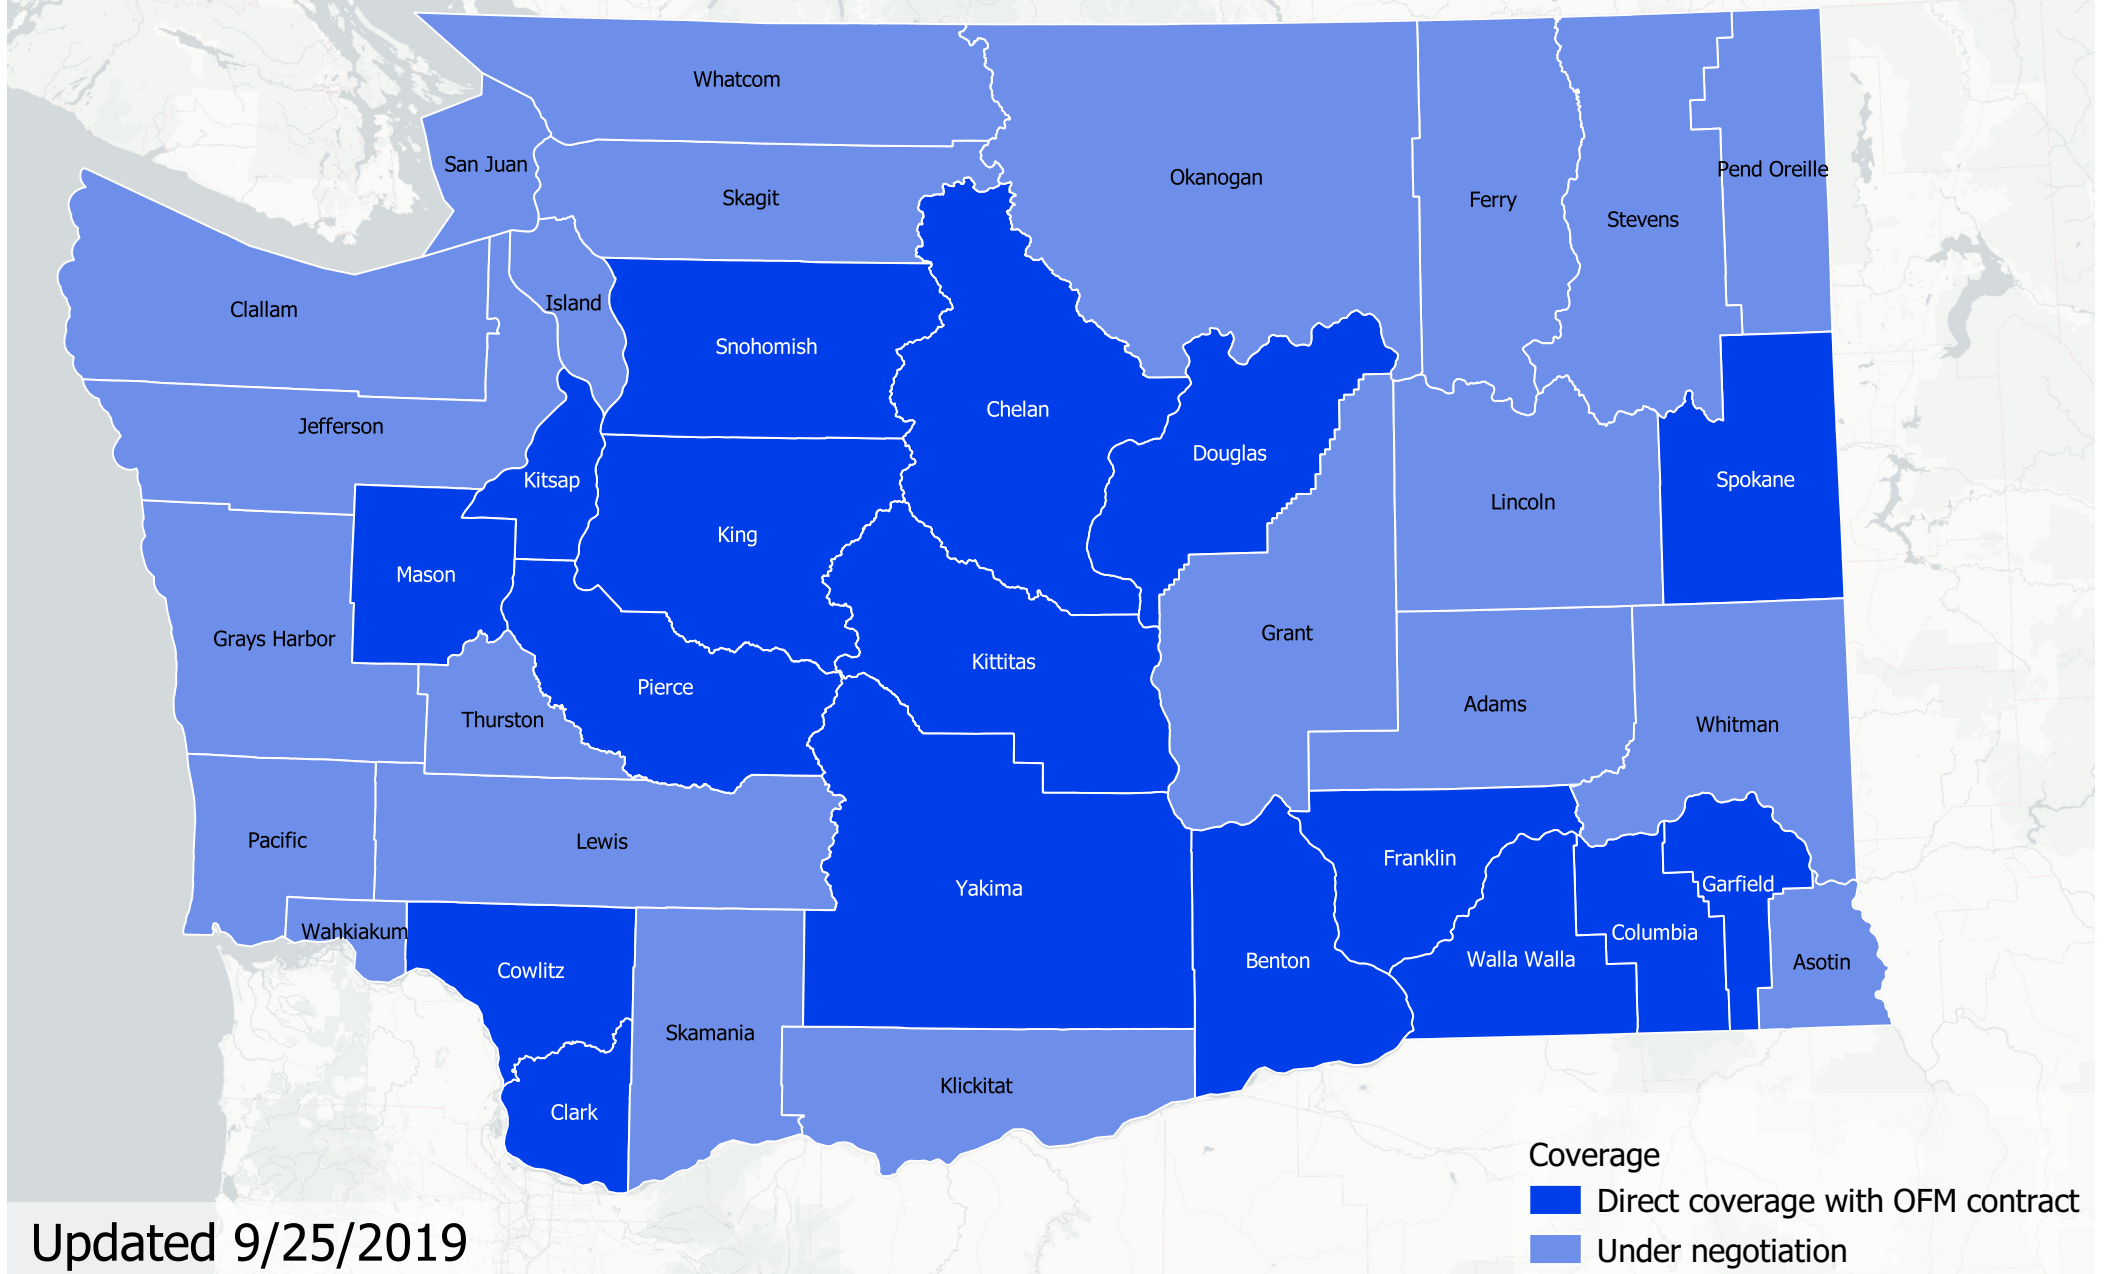 Whatcom
San Juan
Skagit
Okanogan
Ferry
Stevens
Pend Oreille
Clallam
Island
Snohomish
Chelan
Jefferson
Kitsap
Douglas
Lincoln
Spokane
King
Mason
Grays Harbor
Grant
Kittitas
Pierce
Thurston
Adams
Whitman
Pacific
Lewis
Yakima
Franklin
Garfield
Wahkiakum
Columbia
Cowlitz
Benton
Walla Walla
Asotin
Skamania
Klickitat
Clark
Coverage
Direct coverage with OFM contract
Under negotiation
Updated 9/25/2019